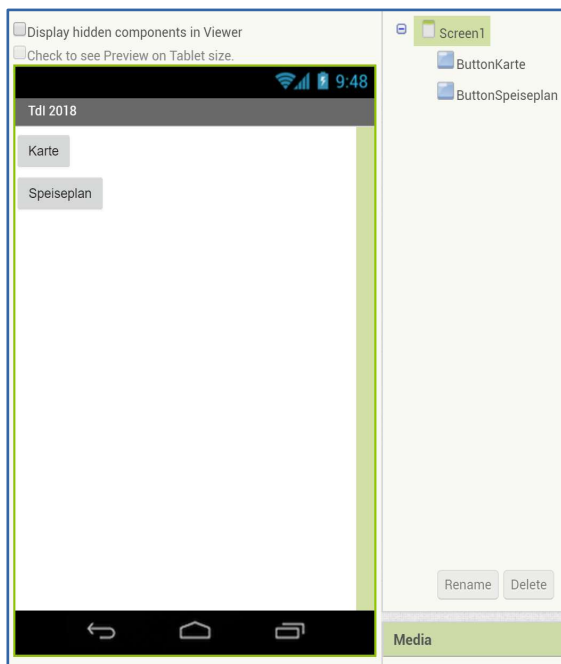 Display hidden components in Viewer
Check to see Preview on Tablet size.
9:48
TdI 2018
Karte
Speiseplan
Screen1
ButtonKarte
ButtonSpeiseplan
Rename Delete
Media